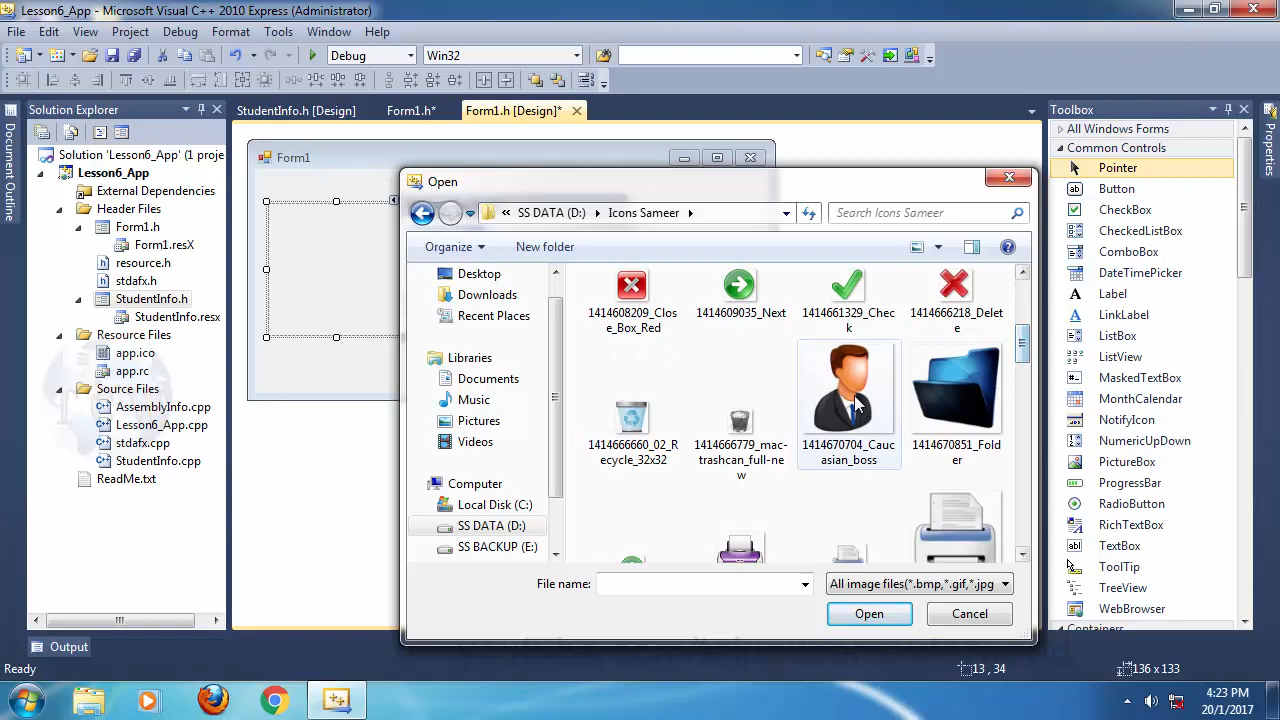 Lesson6_App - Microsoft Visual C++ 2010 Express (Administrator)
File Edit View Project Debug Format Tools Window Help
Debug Win32
Solution Explorer
StudentInfo.h [Design] Form1.h* Form1.h [Design]*
Toolbox
Document Outline
Properties
Solution 'Lesson6_App' (1 proje
Lesson6_App
External Dependencies
Header Files
Form1.h
Form1.resX
resource.h
stdafx.h
StudentInfo.h
StudentInfo.resx
Resource Files
app.ico
app.rc
Source Files
AssemblyInfo.cpp
Lesson6_App.cpp
stdafx.cpp
StudentInfo.cpp
ReadMe.txt
Form1
Open
SS DATA (D:) Icons Sameer
Search Icons Sameer
Organize New folder
Desktop
Downloads
Recent Places
Libraries
Documents
Music
Pictures
Videos
Computer
Local Disk (C:)
SS DATA (D:)
SS BACKUP (E:)
1414608209_Clos
e_Box_Red
1414609035_Next
1414661329_Chec
k
1414666218_Delet
e
1414666660_02_R
ecycle_32x32
1414666779_mac-
trashcan_full-ne
w
1414670704_Cauc
asian_boss
1414670851_Fold
er
File name:
All image files(*.bmp,*.gif,*.jpg
Open Cancel
All Windows Forms
Common Controls
Pointer
Button
CheckBox
CheckedListBox
ComboBox
DateTimePicker
Label
LinkLabel
ListBox
ListView
MaskedTextBox
MonthCalendar
NotifyIcon
NumericUpDown
PictureBox
ProgressBar
RadioButton
RichTextBox
TextBox
ToolTip
TreeView
WebBrowser
Containers
Output
Ready
13 , 34
136 x 133
4:23 PM
20/1/2017